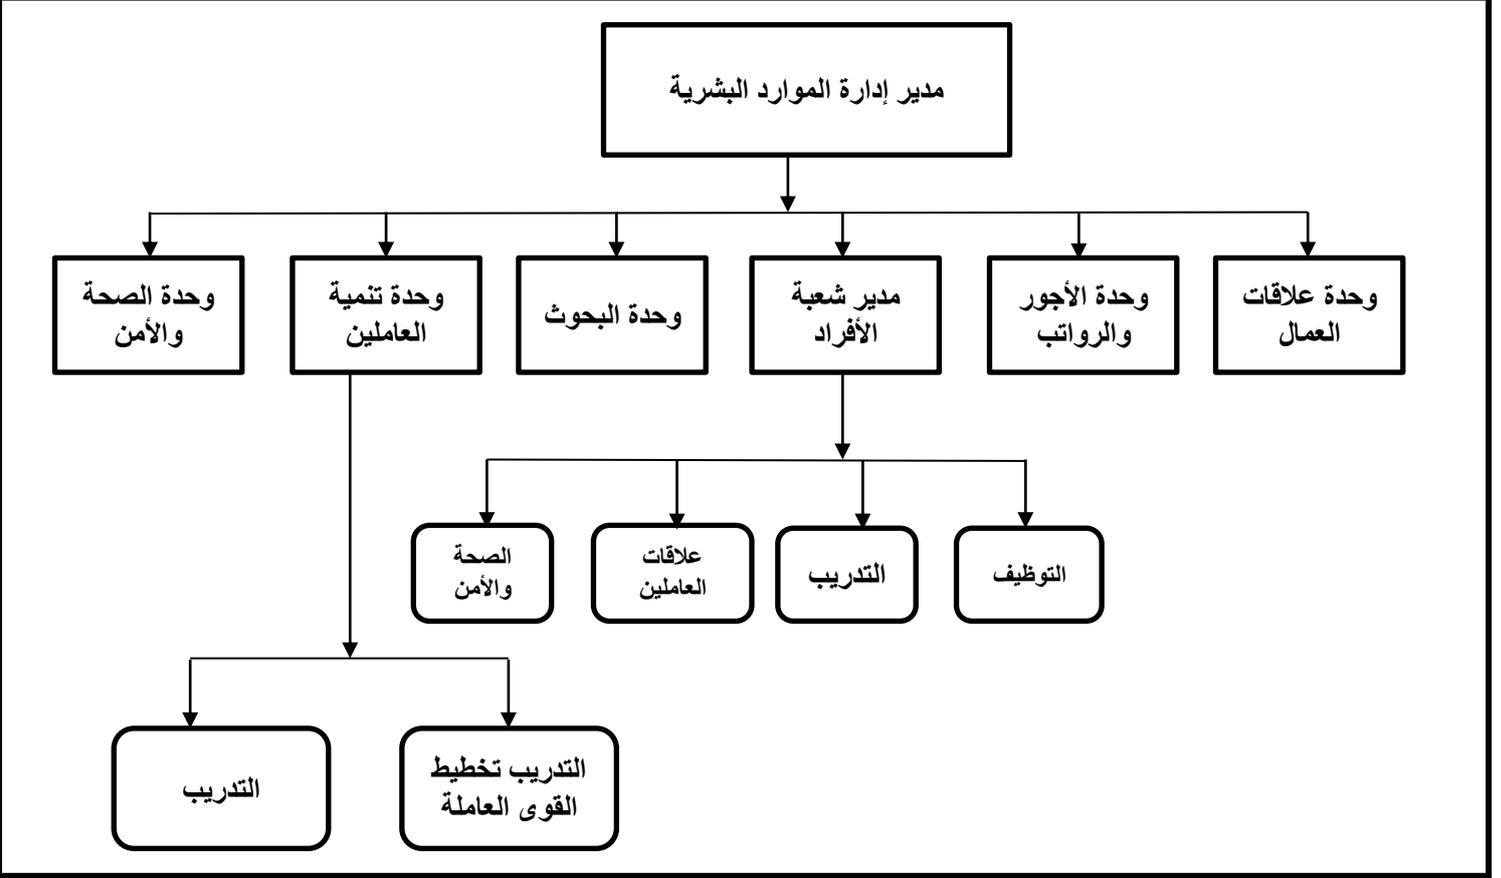 مدير إدارة الموارد البشرية
وحدة علاقات
العمال
وحدة الأجور
والرواتب
مدير شعبة
الأفراد
وحدة البحوث
وحدة تنمية
العاملين
وحدة الصحة
والأمن
التوظيف
التدريب
علاقات
العاملين
الصحة
والأمن
التدريب تخطيط
القوى العاملة
التدريب